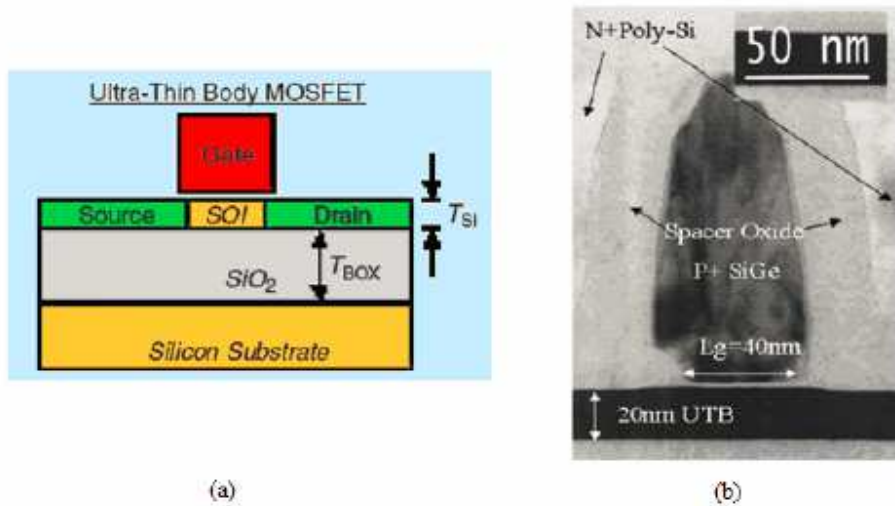 Ultra-Thin Body MOSFET
Gate
Source
SOI
Drain
TSI
TBOX
SiO2
Silicon Substrate
(a)
N+Poly-Si
50 nm
Spacer Oxide
P+ SiGe
Lg=40nm
20nm UTB
(b)